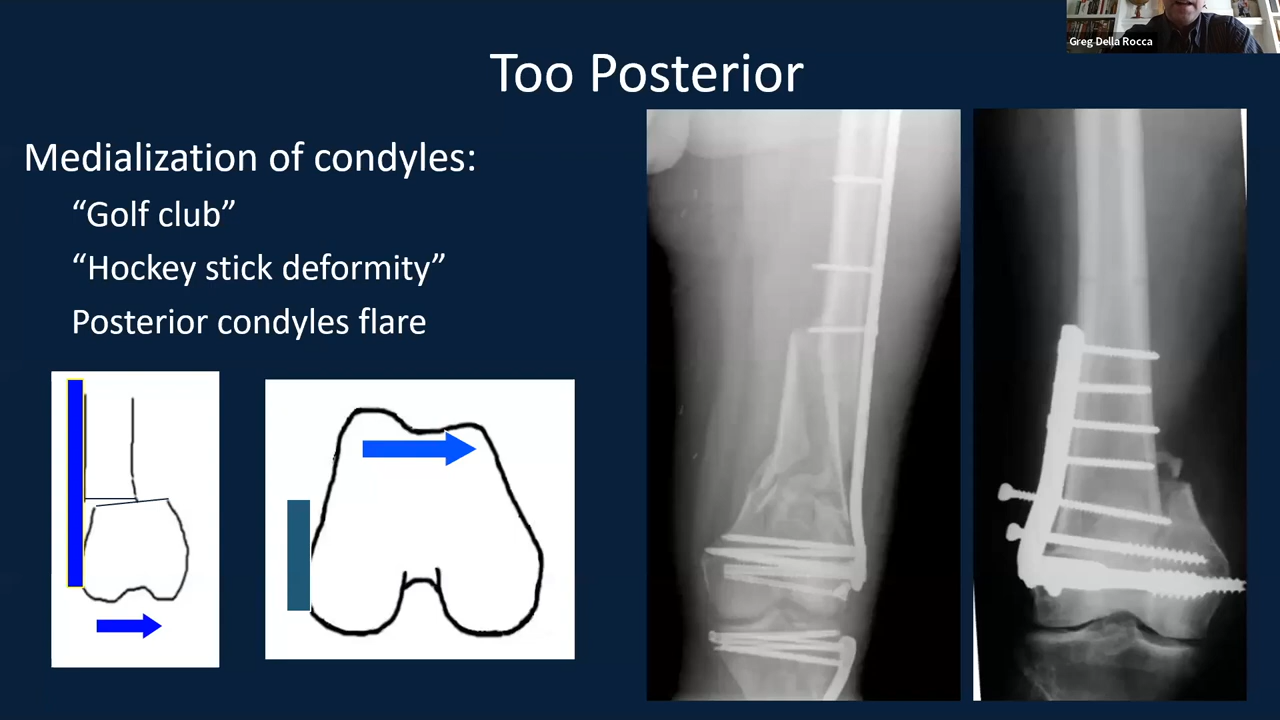 Greg Della Rocca
Too Posterior
Medialization of condyles:
“Golf club”
“Hockey stick deformity”
Posterior condyles flare